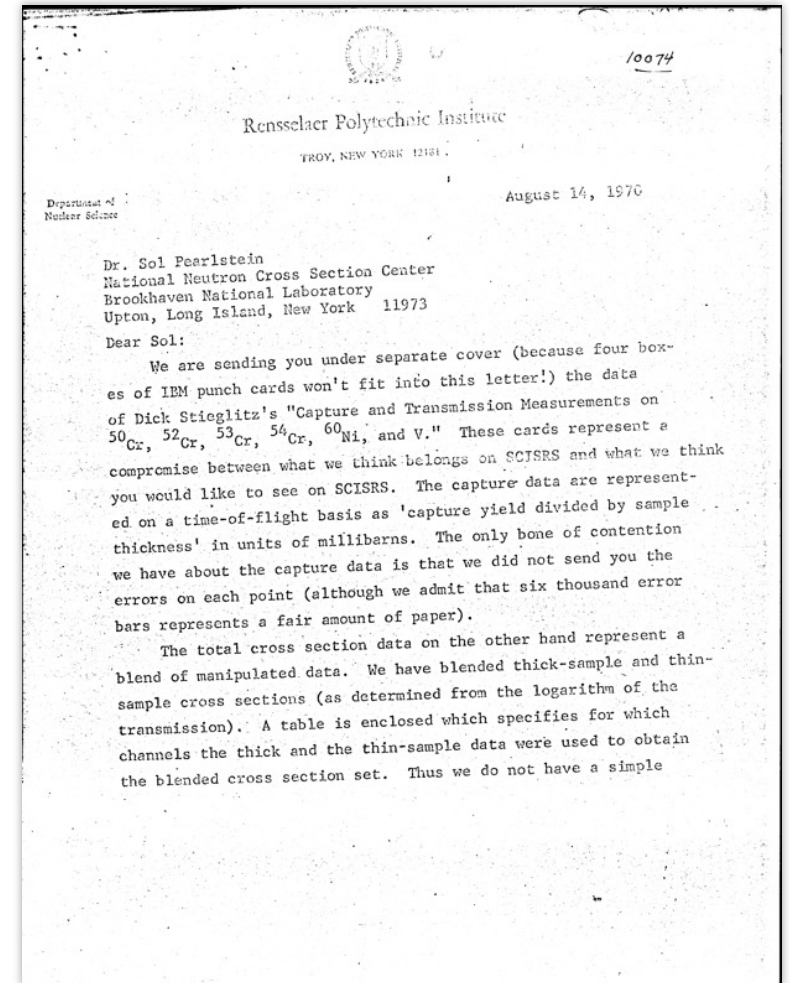 10074
Rensselaer Polytechnic Institute
TROY, NEW YORK 12181.
August 14, 1970
Department of
Nuclear Science
Dr. Sol Pearlstein
National Neutron Cross Section Center
Brookhaven National Laboratory
Upton, Long Island, New York 11973
Dear Sol:
We are sending you under separate cover (because four box-
es of IBM punch cards won't fit into this letter!) the data
of Dick Stieglitz's "Capture and Transmission Measurements on
⁵⁰Cr, ⁵²Cr, ⁵³Cr, ⁵⁴Cr, ⁶⁰Ni, and V." These cards represent a
compromise between what we think belongs on SCISRS and what we think
you would like to see on SCISRS. The capture data are represent-
ed on a time-of-flight basis as 'capture yield divided by sample
thickness' in units of millibarns. The only bone of contention
we have about the capture data is that we did not send you the
errors on each point (although we admit that six thousand error
bars represents a fair amount of paper).
The total cross section data on the other hand represent a
blend of manipulated data. We have blended thick-sample and thin-
sample cross sections (as determined from the logarithm of the
transmission). A table is enclosed which specifies for which
channels the thick and the thin-sample data were used to obtain
the blended cross section set. Thus we do not have a simple